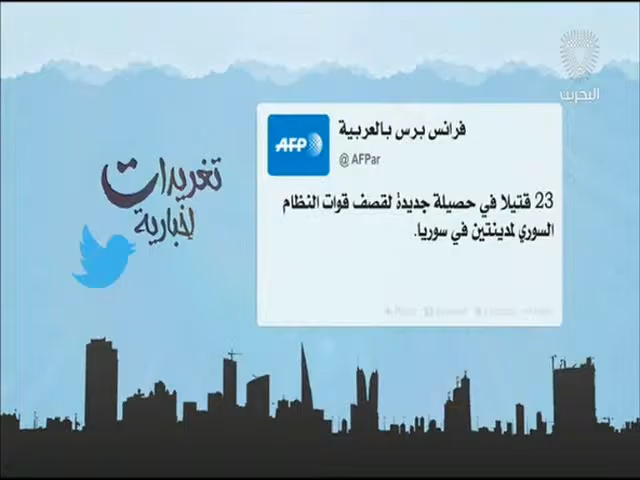 البحرين
تغريدات
إخبارية
AFP
فرانس برس بالعربية
@AFPar
23 قتيلا في حصيلة جديدة لقصف قوات النظام
السوري لمدينتين في سوريا.